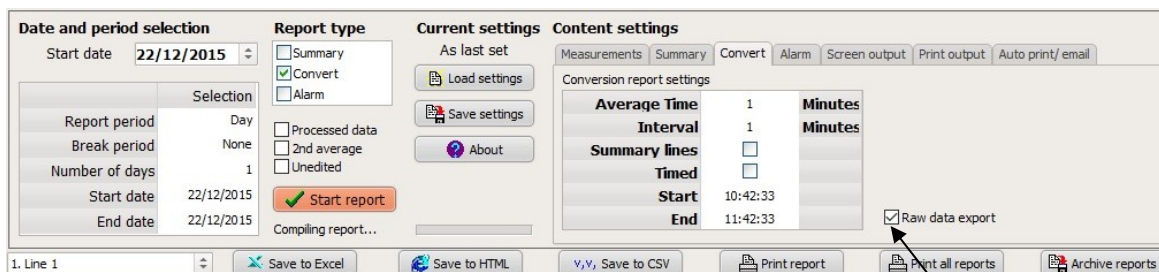 Date and period selection
Start date 22/12/2015
Selection
Report period Day
Break period None
Number of days 1
Start date 22/12/2015
End date 22/12/2015
Report type
Summary
Convert
Alarm
Processed data
2nd average
Unedited
Start report
Compiling report...
Current settings
As last set
Load settings
Save settings
About
Content settings
Measurements Summary Convert Alarm Screen output Print output Auto print/ email
Conversion report settings
Average Time 1 Minutes
Interval 1 Minutes
Summary lines
Timed
Start 10:42:33
End 11:42:33
Raw data export
1. Line 1 Save to Excel Save to HTML v,v, Save to CSV Print report Print all reports Archive reports